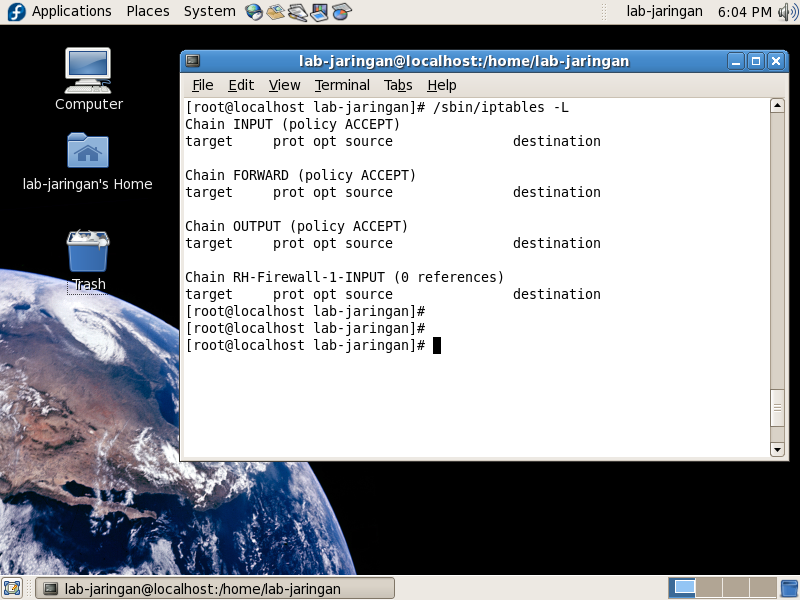 Applications Places System lab-jaringan 6:04 PM
Computer
lab-jaringan's Home
Trash
lab-jaringan@localhost:/home/lab-jaringan
File Edit View Terminal Tabs Help
[root@localhost lab-jaringan]# /sbin/iptables -L
Chain INPUT (policy ACCEPT)
target     prot opt source               destination
Chain FORWARD (policy ACCEPT)
target     prot opt source               destination
Chain OUTPUT (policy ACCEPT)
target     prot opt source               destination
Chain RH-Firewall-1-INPUT (0 references)
target     prot opt source               destination
[root@localhost lab-jaringan]#
[root@localhost lab-jaringan]#
[root@localhost lab-jaringan]#
lab-jaringan@localhost:/home/lab-jaringan